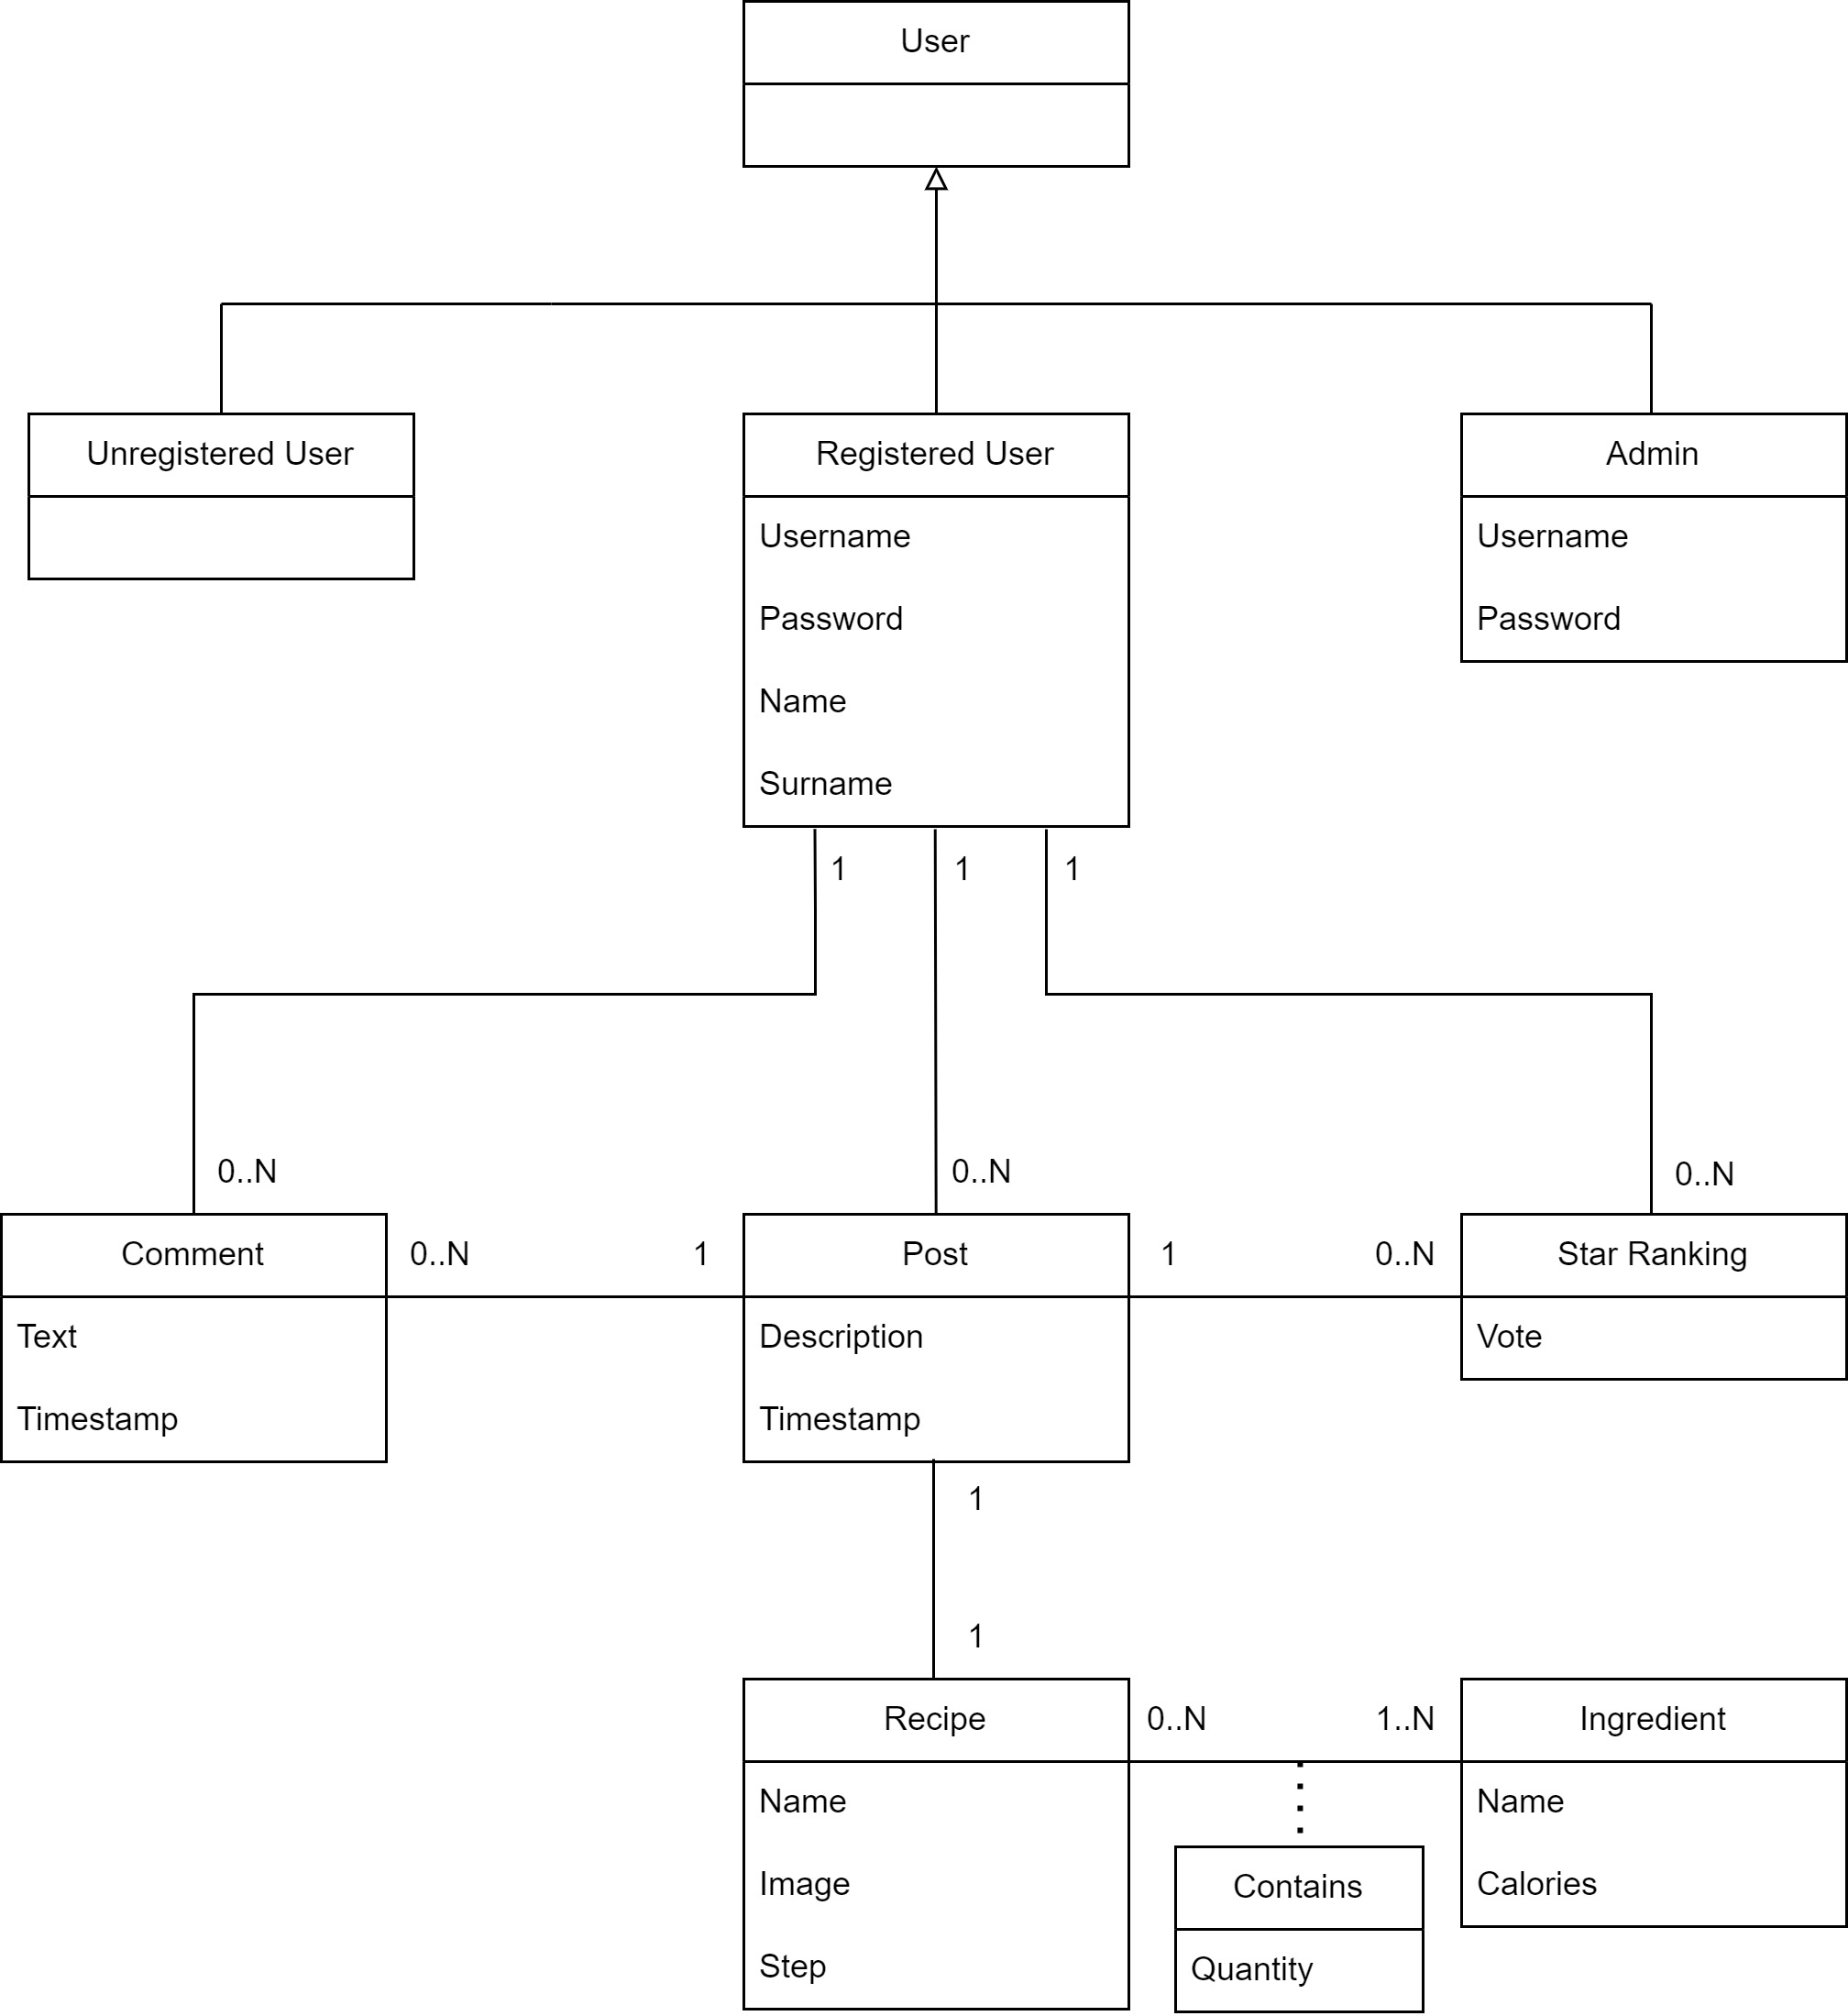 User
Unregistered User
Registered User
Username
Password
Name
Surname
Admin
Username
Password
1
1
1
0..N
0..N
0..N
Comment
Text
Timestamp
0..N
1
Post
Description
Timestamp
1
0..N
Star Ranking
Vote
1
1
Recipe
Name
Image
Step
0..N
1..N
Contains
Quantity
Ingredient
Name
Calories